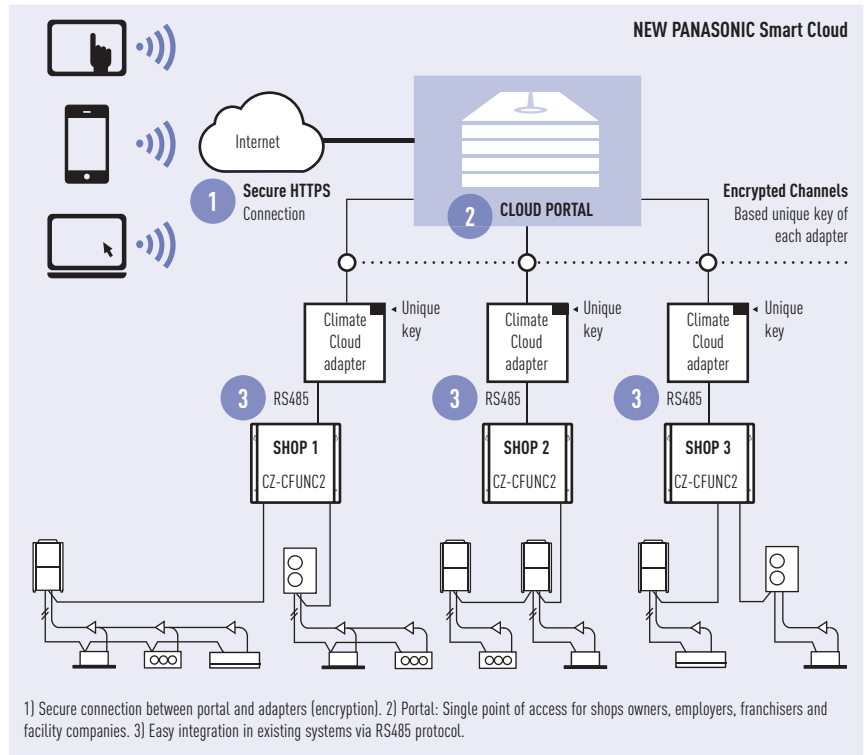 NEW PANASONIC Smart Cloud
Internet
1
Secure HTTPS
Connection
2
CLOUD PORTAL
Encrypted Channels
Based unique key of
each adapter
Climate
Cloud
adapter
Unique
key
Climate
Cloud
adapter
Unique
key
Climate
Cloud
adapter
Unique
key
3
RS485
3
RS485
3
RS485
SHOP 1
CZ-CFUNC2
SHOP 2
CZ-CFUNC2
SHOP 3
CZ-CFUNC2
1) Secure connection between portal and adapters (encryption). 2) Portal: Single point of access for shops owners, employers, franchisers and
facility companies. 3) Easy integration in existing systems via RS485 protocol.